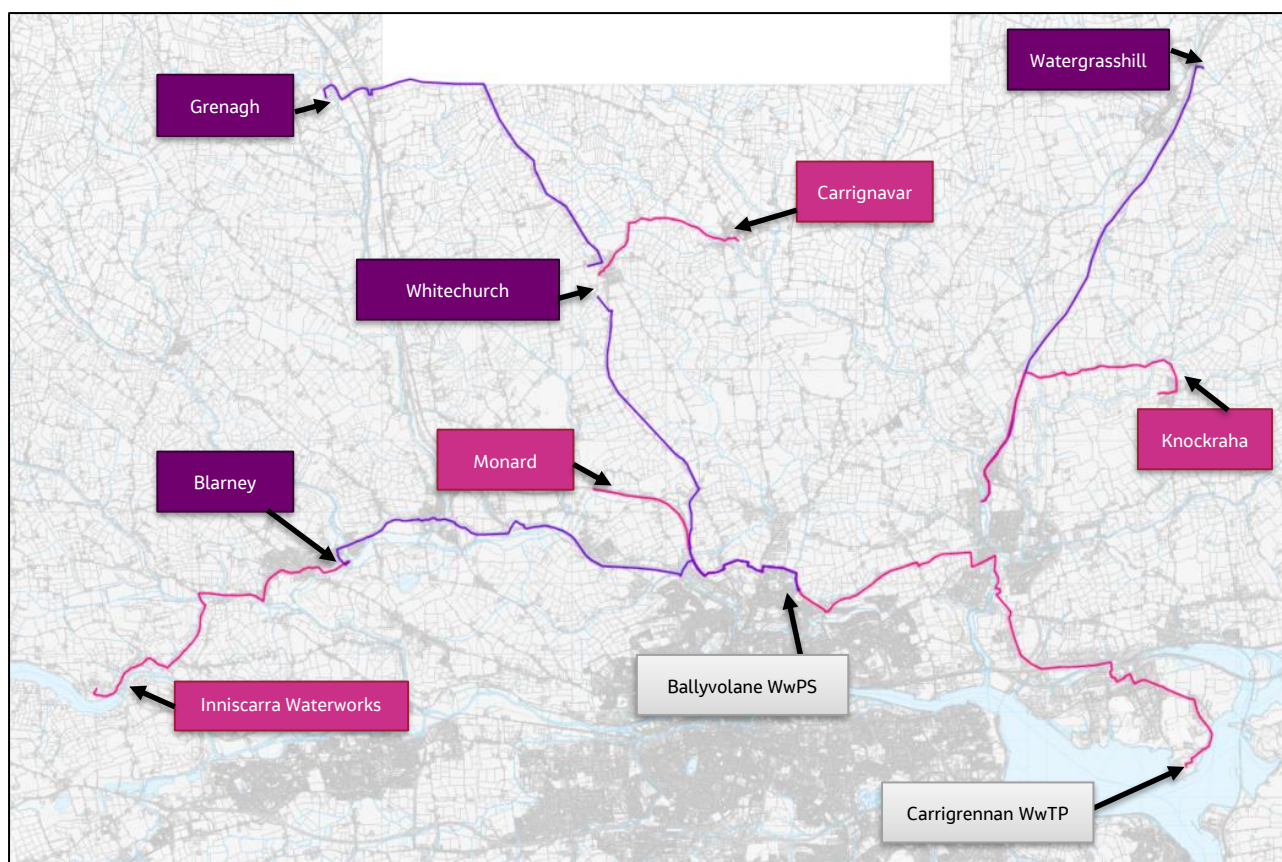 Watergrasshill
Grenagh
Carrignavar
Whitechurch
Knockraha
Monard
Blarney
Ballyvolane WwPS
Inniscarra Waterworks
Carrigrennan WwTP